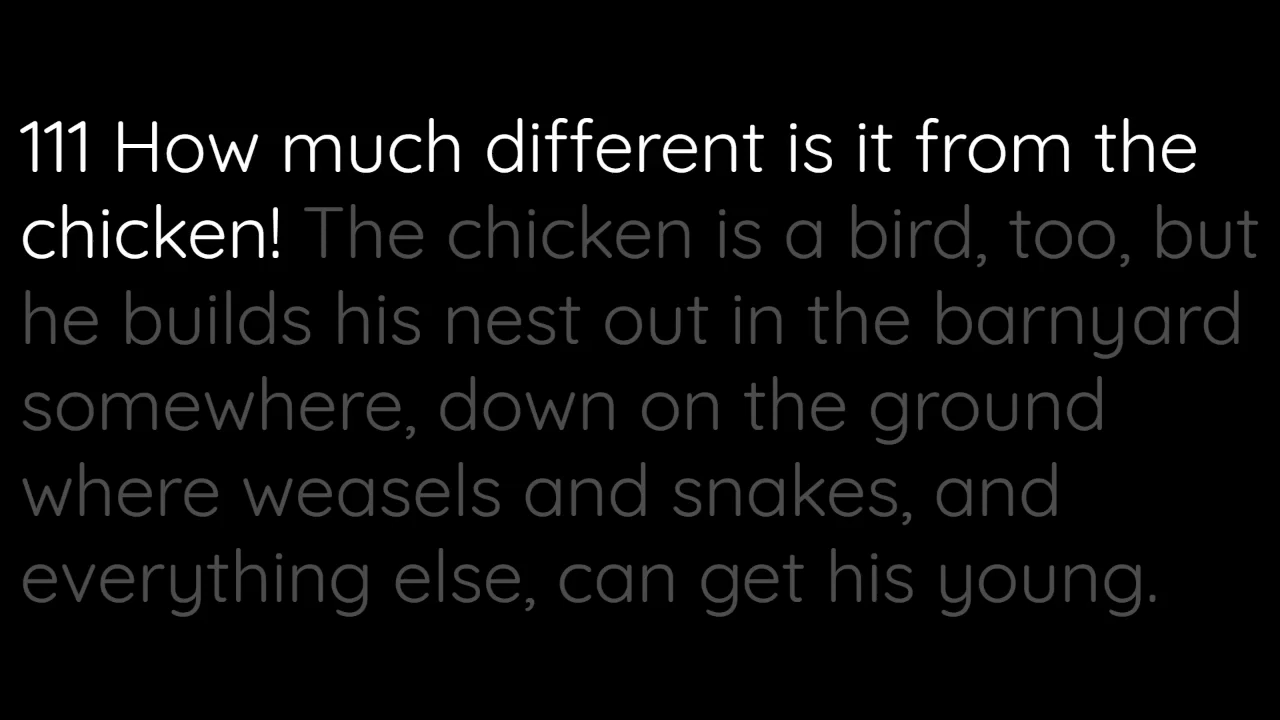 111 How much different is it from the
chicken! The chicken is a bird, too, but
he builds his nest out in the barnyard
somewhere, down on the ground
where weasels and snakes, and
everything else, can get his young.